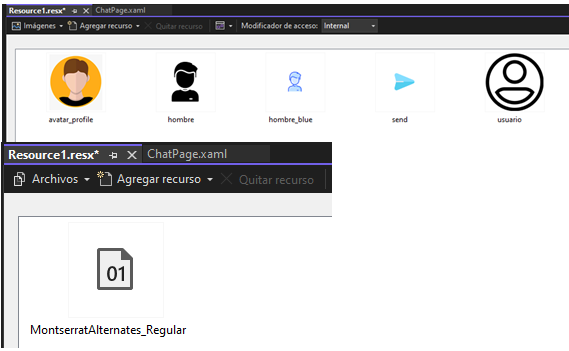 Resource1.resx* ChatPage.xaml
Imágenes Agregar recurso Quitar recurso Modificador de acceso: Internal
avatar_profile hombre hombre_blue send usuario
Resource1.resx* ChatPage.xaml
Archivos Agregar recurso Quitar recurso
01
MontserratAlternates_Regular